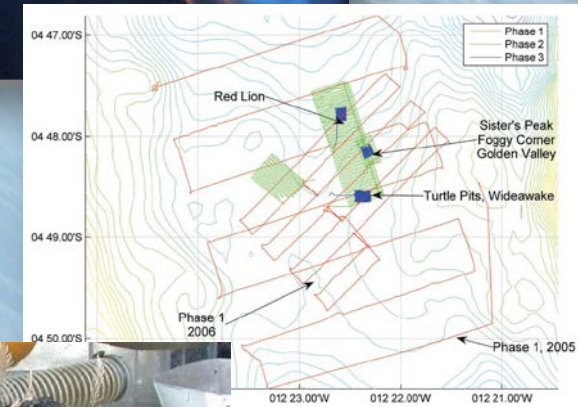 04 47.00'S
Phase 1
Phase 2
Phase 3
Red Lion
04 48.00'S
Sister's Peak
Foggy Corner
Golden Valley
Turtle Pits, Wideawake
04 49.00'S
Phase 1
2006
04 50.00'S
Phase 1, 2005
012 23.00'W
012 22.00'W
012 21.00'W